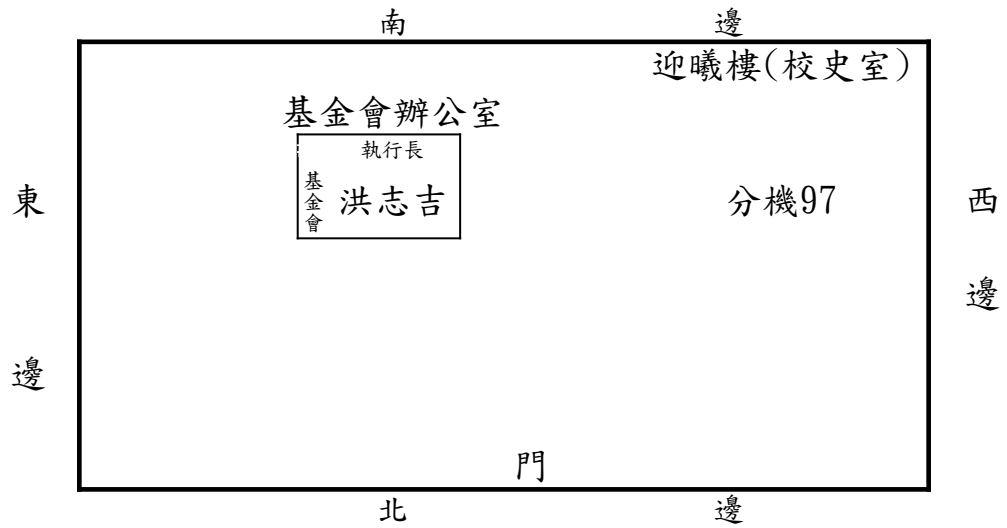 南邊
迎曦樓(校史室)
基金會辦公室
執行長
基金會
洪志吉
分機97
東邊
西邊
門
北邊